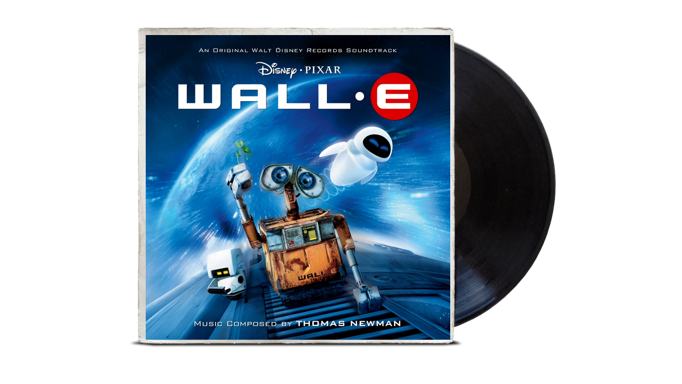 An Original Walt Disney Records Soundtrack
Disney · PIXAR
WALL·E
WALL·E
Music Composed by THOMAS NEWMAN